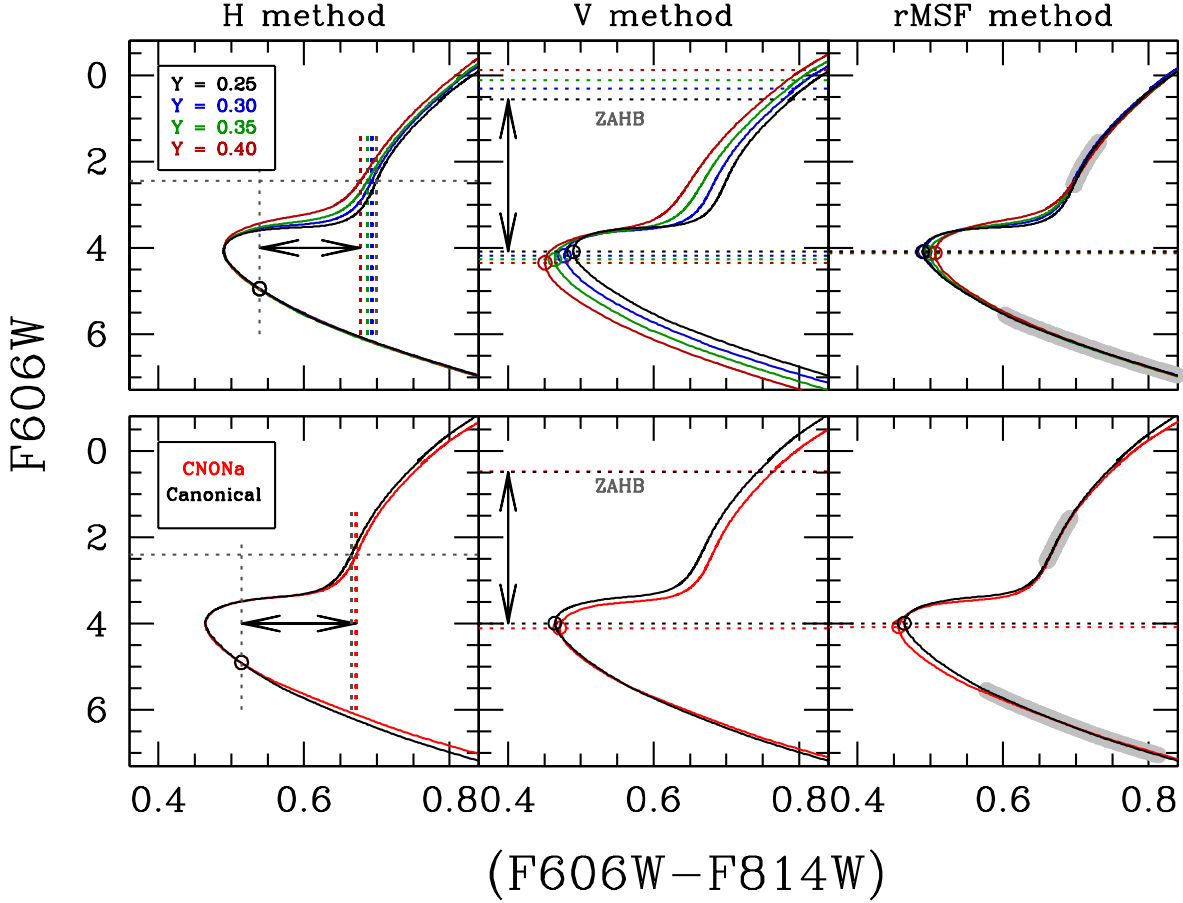 H method V method rMSF method
0
Y = 0.25
Y = 0.30
Y = 0.35
Y = 0.40
ZAHB
2
4
6
F606W
0
CNONa
Canonical
ZAHB
2
4
6
0.4 0.6 0.8 0.4 0.6 0.8 0.4 0.6 0.8
(F606W−F814W)